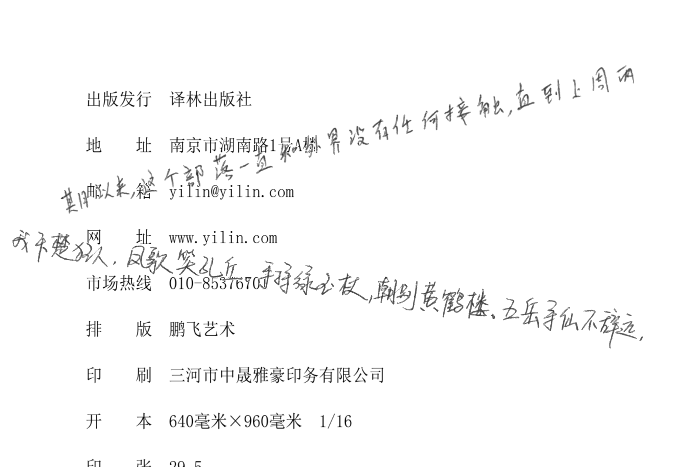 出版发行 译林出版社
地 址 南京市湖南路1号A楼
其月以来,这个部落一直和外界没有任何接触,直到上周两
邮 箱 yilin@yilin.com
网 址 www.yilin.com
我本楚狂人,凤歌笑孔丘。手持绿玉杖,朝别黄鹤楼。五岳寻仙不辞远,
市场热线 010-85376701
排 版 鹏飞艺术
印 刷 三河市中晟雅豪印务有限公司
开 本 640毫米×960毫米 1/16
印 张 29.5